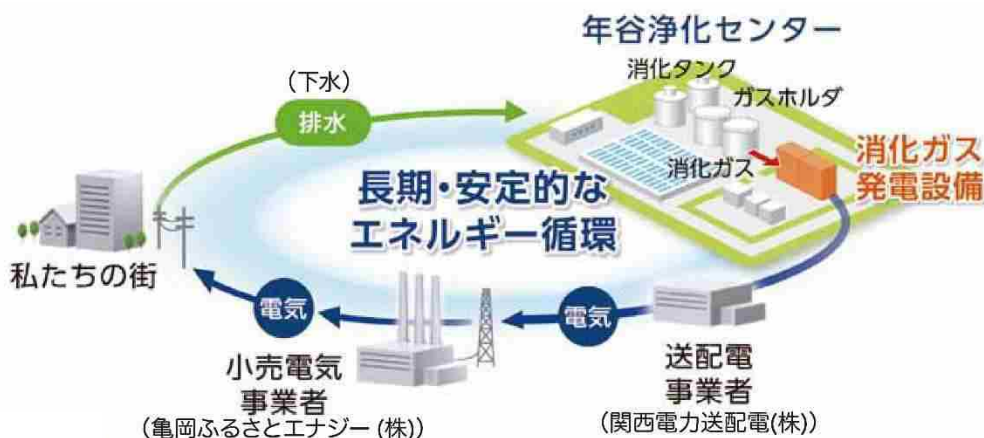 年谷浄化センター
消化タンク
ガスホルダ
消化ガス
消化ガス
発電設備
（下水）
排水
長期・安定的な
エネルギー循環
私たちの街
電気
電気
小売電気
事業者
（亀岡ふるさとエナジー (株)）
送配電
事業者
（関西電力送配電(株)）